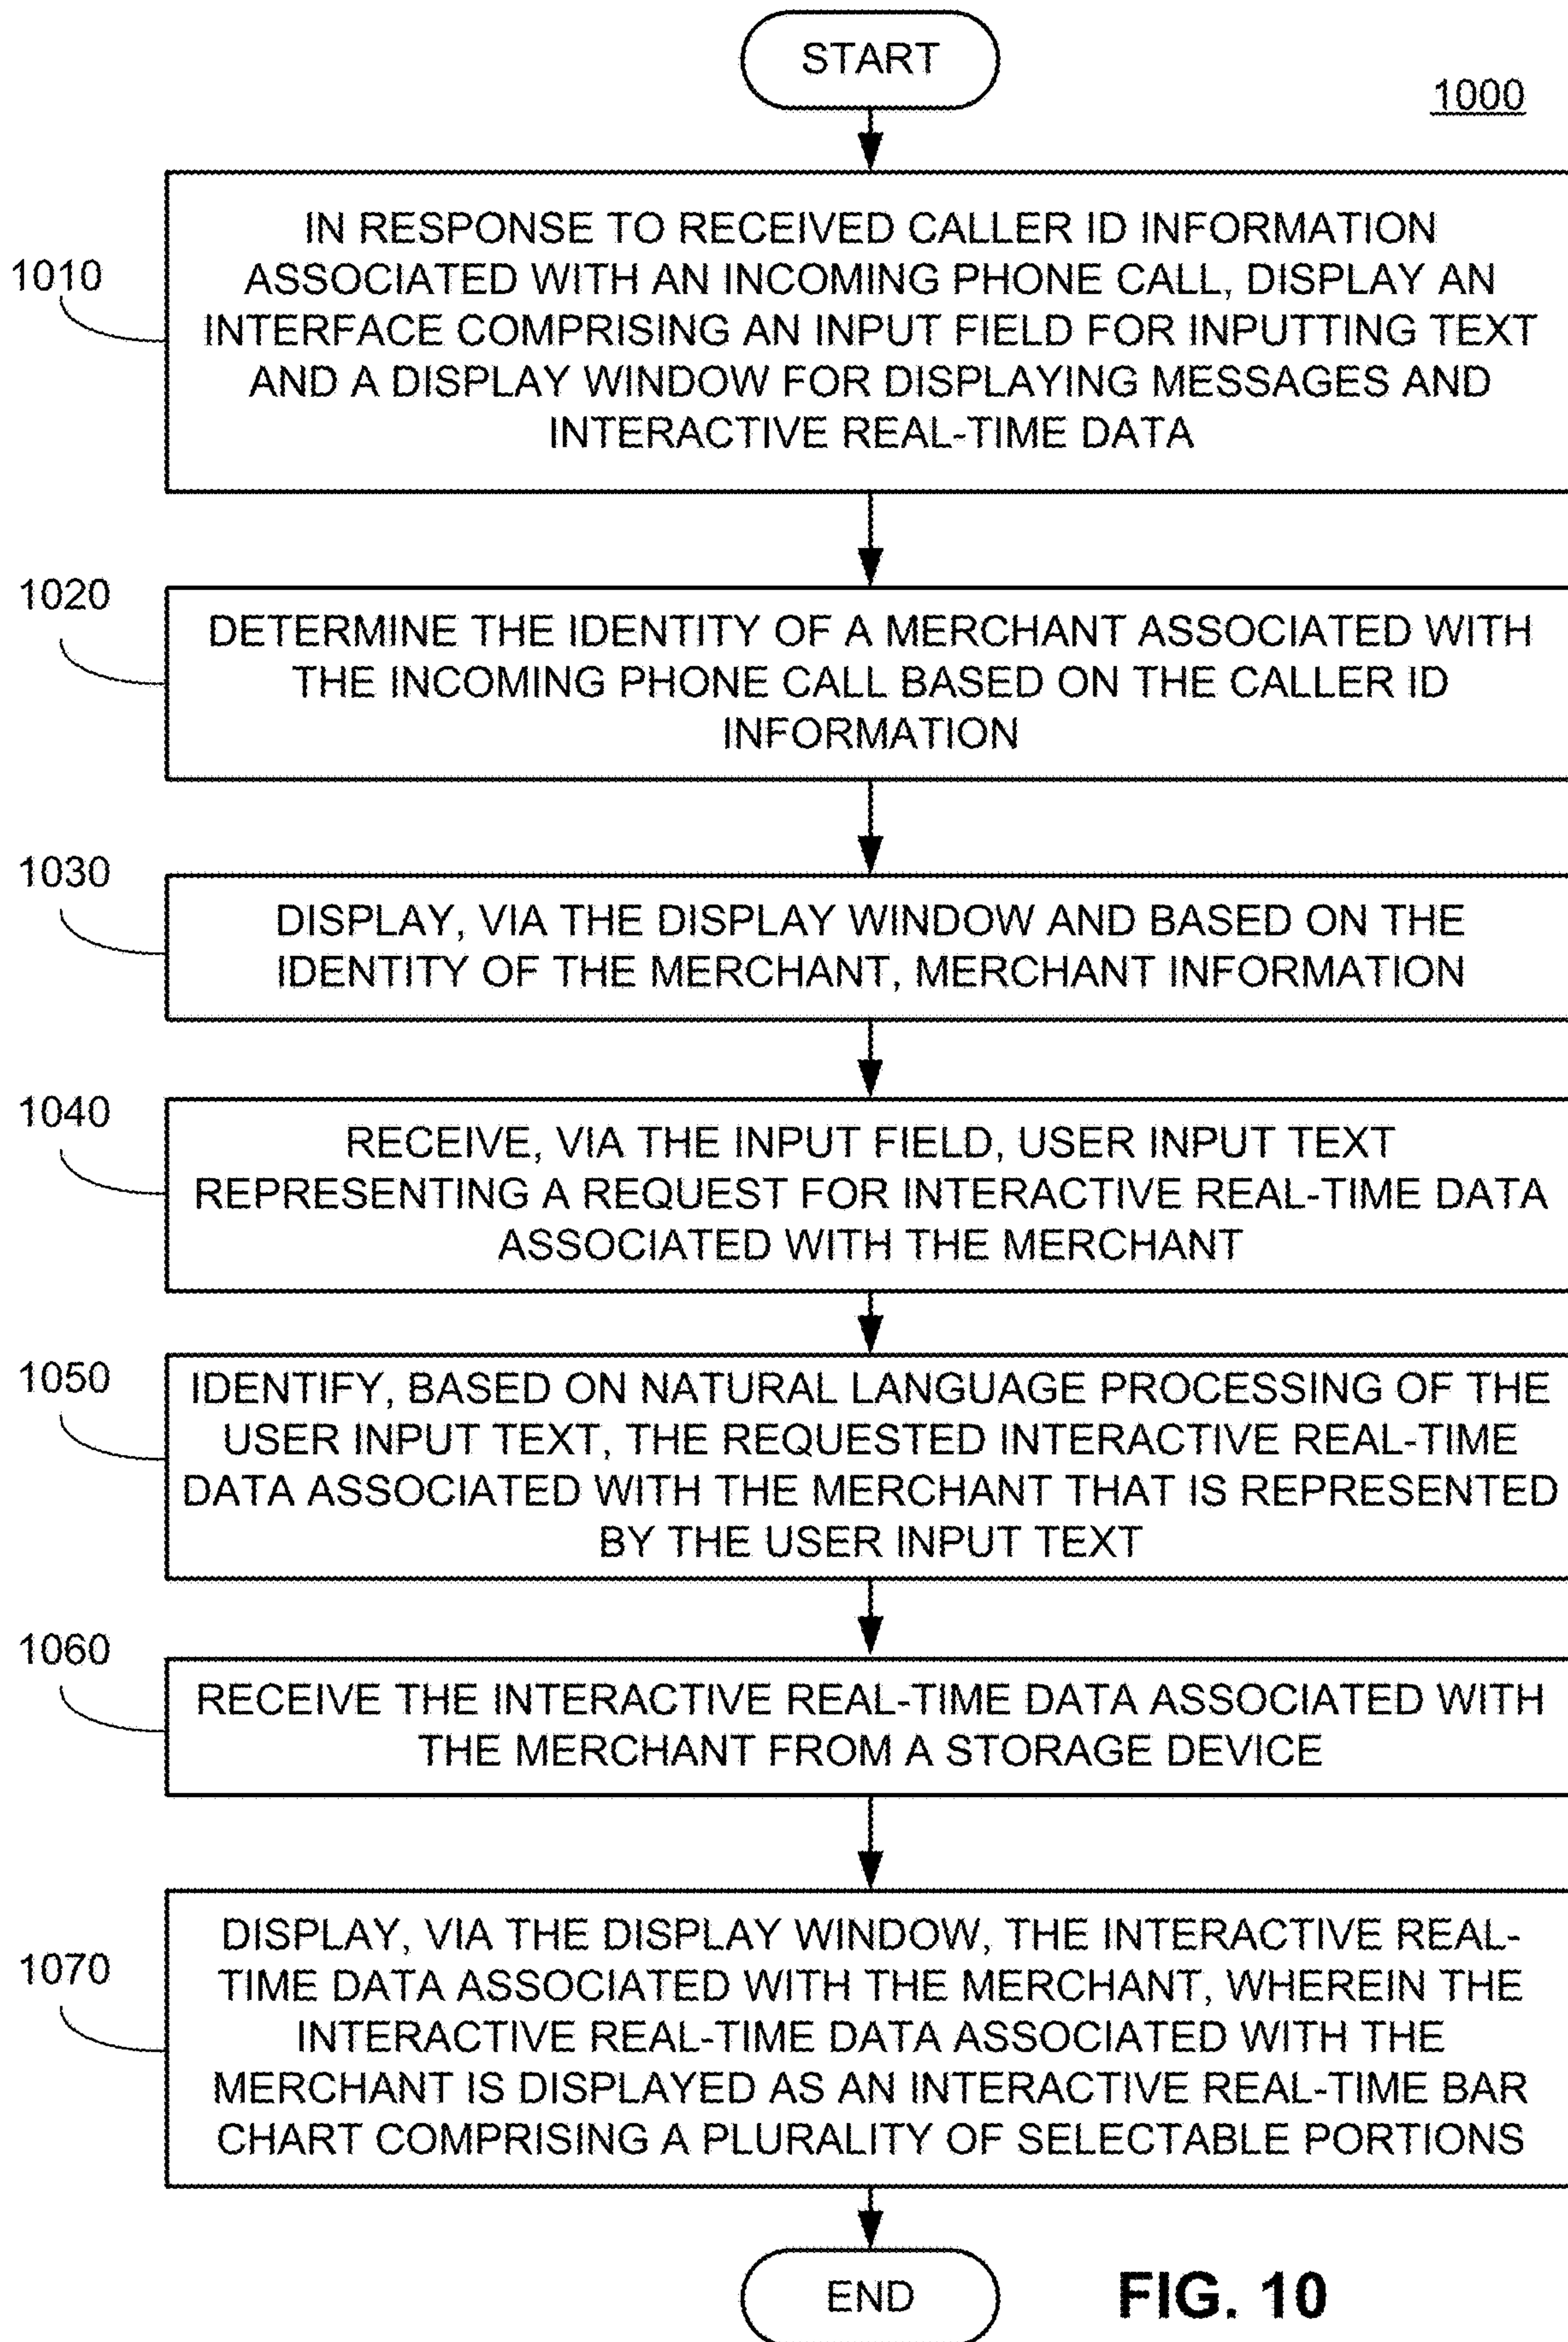 START
1000
1010
IN RESPONSE TO RECEIVED CALLER ID INFORMATION
ASSOCIATED WITH AN INCOMING PHONE CALL, DISPLAY AN
INTERFACE COMPRISING AN INPUT FIELD FOR INPUTTING TEXT
AND A DISPLAY WINDOW FOR DISPLAYING MESSAGES AND
INTERACTIVE REAL-TIME DATA
1020
DETERMINE THE IDENTITY OF A MERCHANT ASSOCIATED WITH
THE INCOMING PHONE CALL BASED ON THE CALLER ID
INFORMATION
1030
DISPLAY, VIA THE DISPLAY WINDOW AND BASED ON THE
IDENTITY OF THE MERCHANT, MERCHANT INFORMATION
1040
RECEIVE, VIA THE INPUT FIELD, USER INPUT TEXT
REPRESENTING A REQUEST FOR INTERACTIVE REAL-TIME DATA
ASSOCIATED WITH THE MERCHANT
1050
IDENTIFY, BASED ON NATURAL LANGUAGE PROCESSING OF THE
USER INPUT TEXT, THE REQUESTED INTERACTIVE REAL-TIME
DATA ASSOCIATED WITH THE MERCHANT THAT IS REPRESENTED
BY THE USER INPUT TEXT
1060
RECEIVE THE INTERACTIVE REAL-TIME DATA ASSOCIATED WITH
THE MERCHANT FROM A STORAGE DEVICE
1070
DISPLAY, VIA THE DISPLAY WINDOW, THE INTERACTIVE REAL-
TIME DATA ASSOCIATED WITH THE MERCHANT, WHEREIN THE
INTERACTIVE REAL-TIME DATA ASSOCIATED WITH THE
MERCHANT IS DISPLAYED AS AN INTERACTIVE REAL-TIME BAR
CHART COMPRISING A PLURALITY OF SELECTABLE PORTIONS
END
FIG. 10